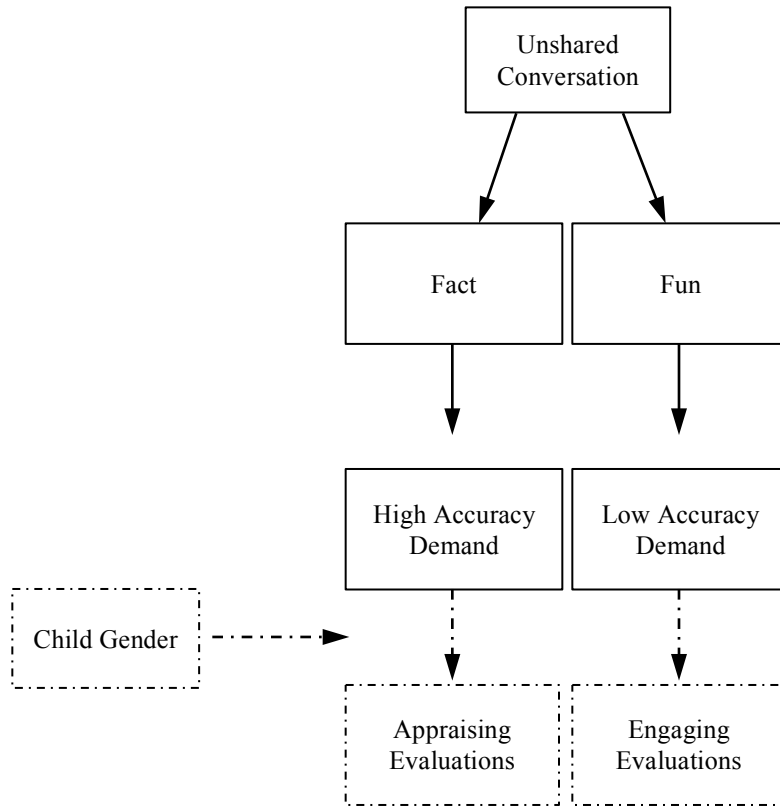 Unshared
Conversation
Fact
Fun
High Accuracy
Demand
Low Accuracy
Demand
Child Gender
Appraising
Evaluations
Engaging
Evaluations